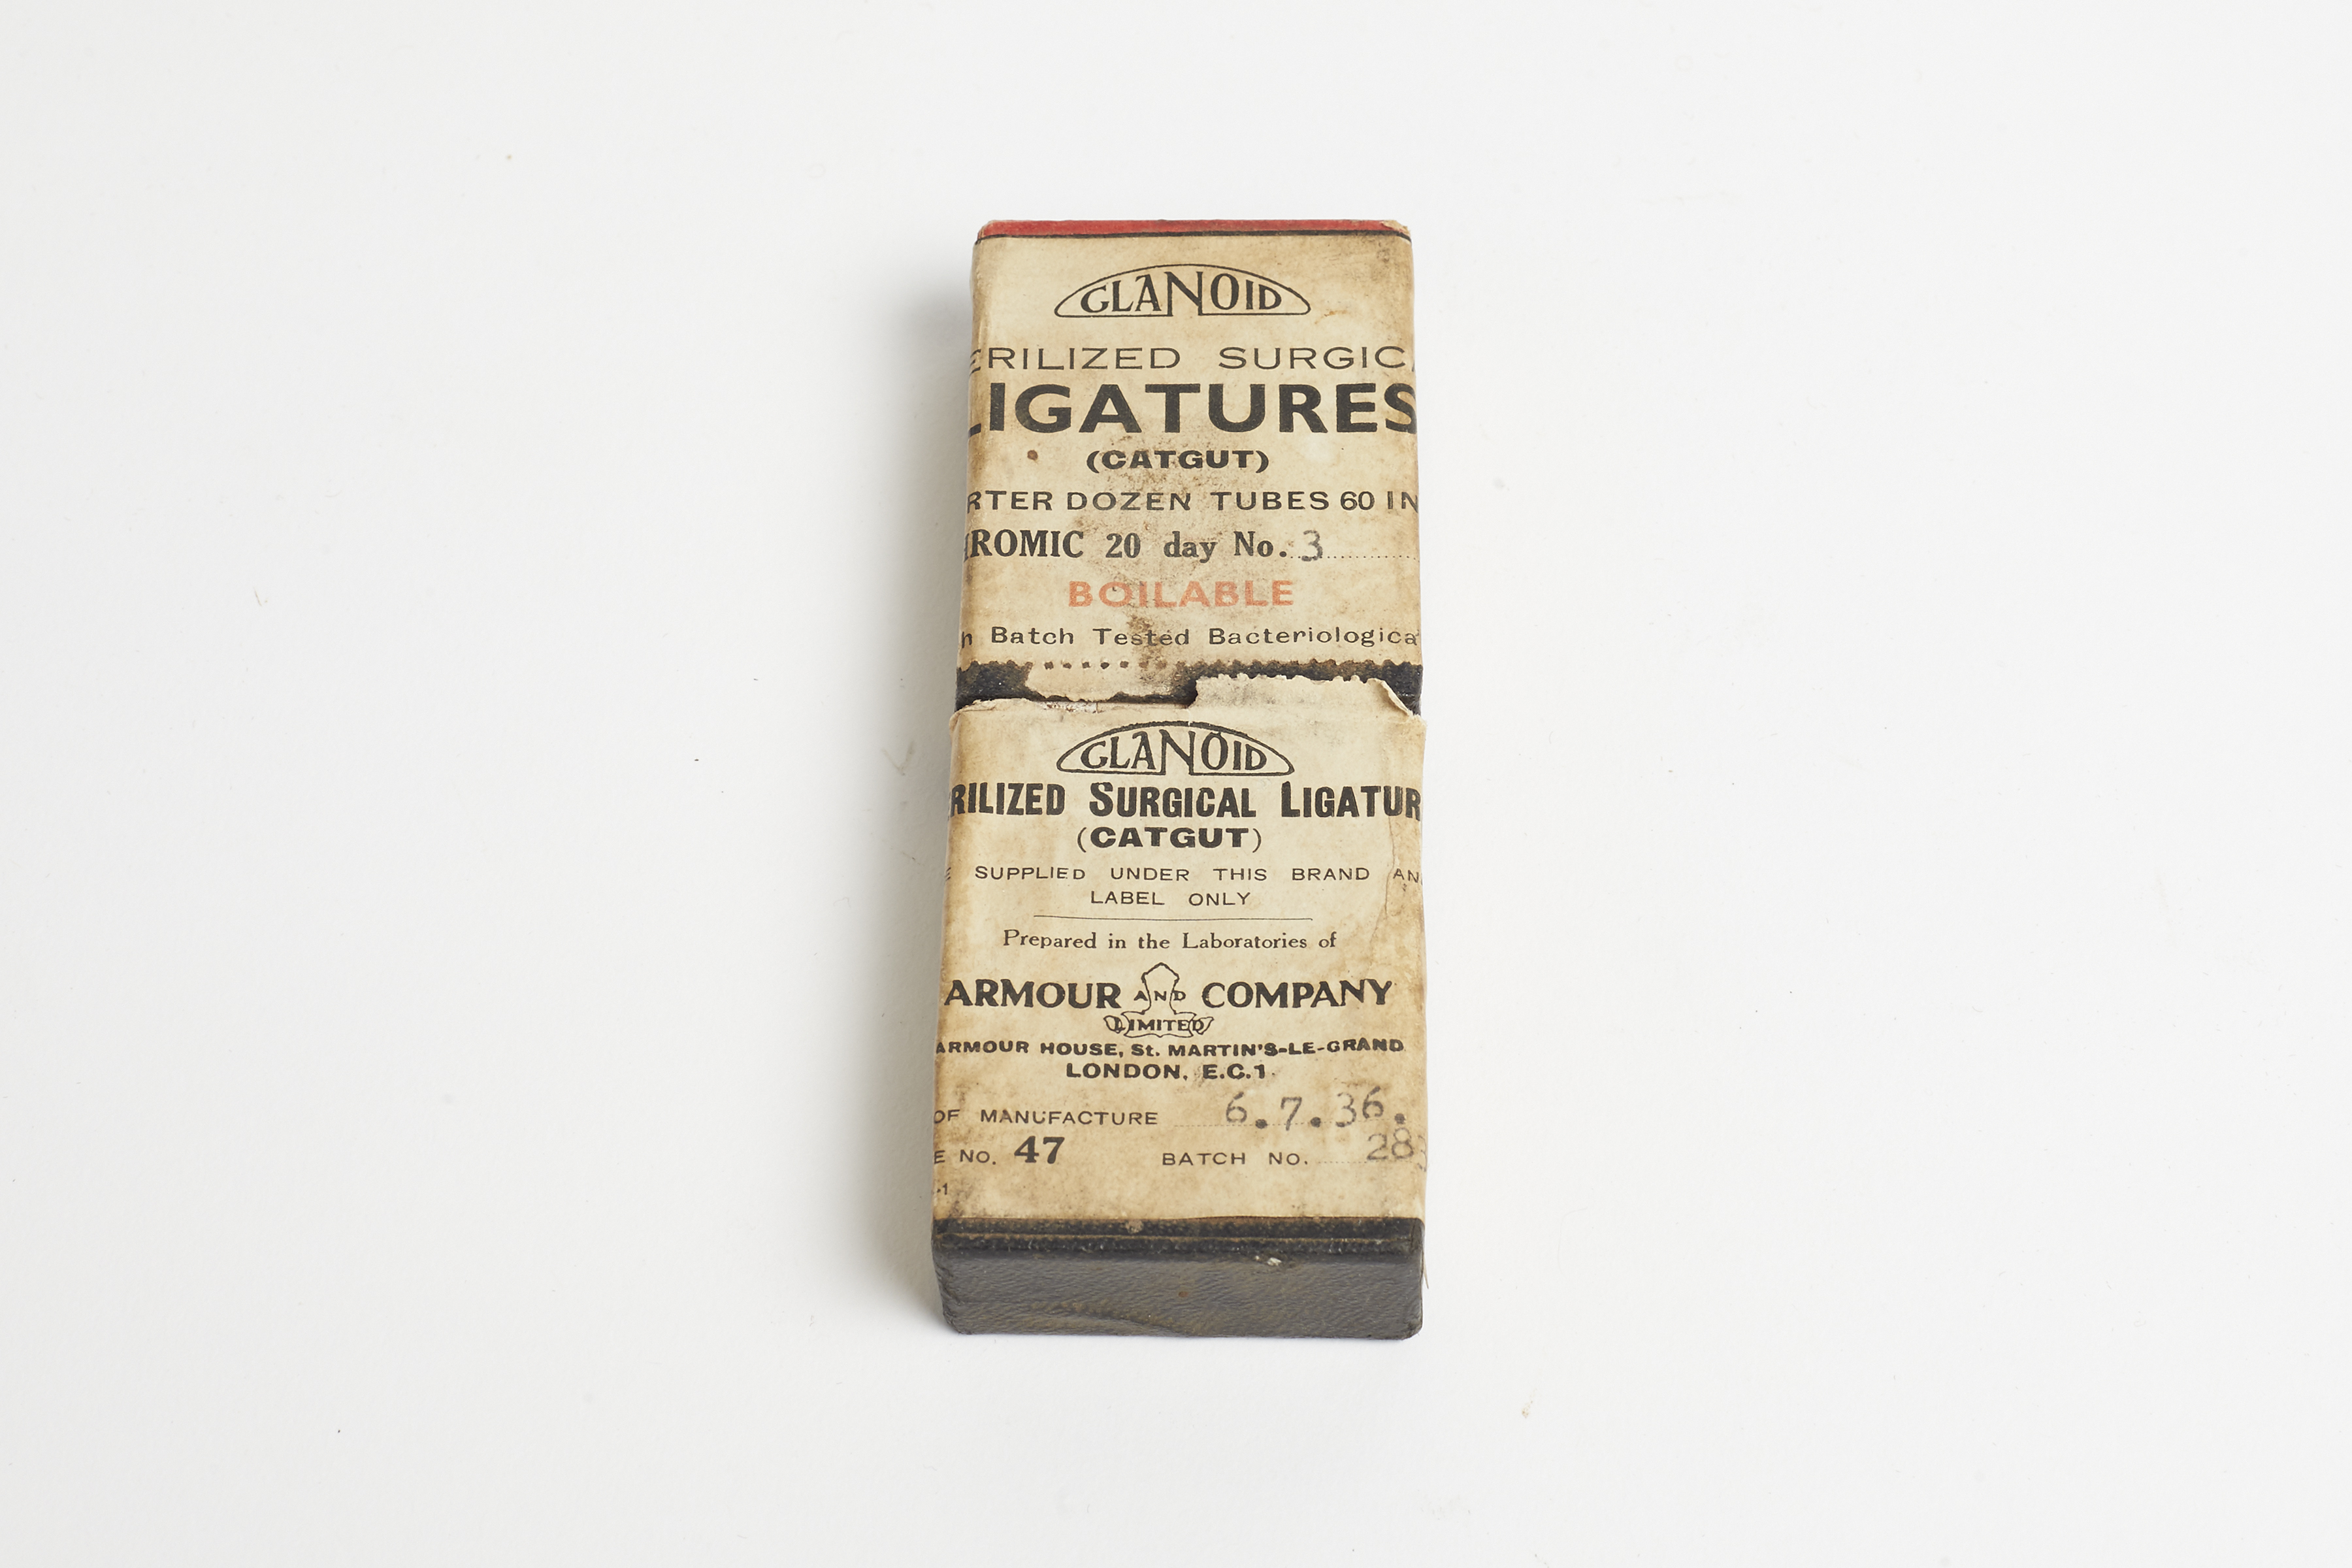 GLANOID
ERILIZED SURGICA
LIGATURES
(CATGUT)
RTER DOZEN TUBES 60 IN
ROMIC 20 day No. 3
BOILABLE
h Batch Tested Bacteriologica
GLANOID
RILIZED SURGICAL LIGATUR
(CATGUT)
E SUPPLIED UNDER THIS BRAND AN
LABEL ONLY
Prepared in the Laboratories of
ARMOUR AND COMPANY
LIMITED
ARMOUR HOUSE, St. MARTIN'S-LE-GRAND
LONDON, E.C.1.
OF MANUFACTURE 6.7.36.
E NO. 47 BATCH NO. 28
-1